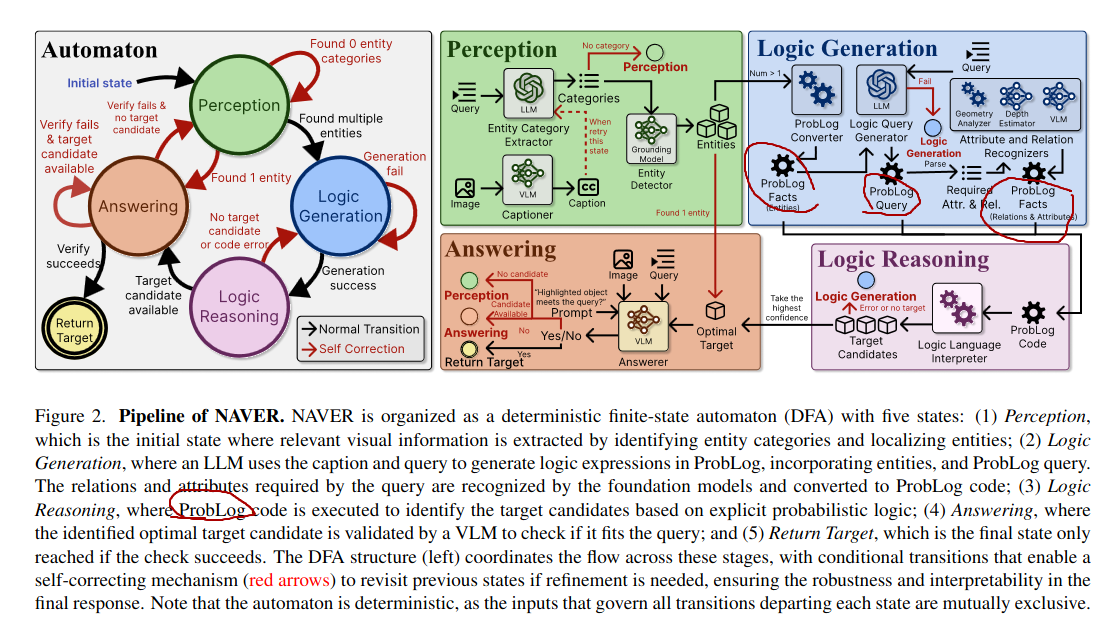 Automaton
Initial state
Perception
Found 0 entity
categories
Verify fails &
no target
candidate
Verify fails
& target
candidate
available
Found multiple
entities
Generation
fail
Found 1 entity
Answering
Logic
Generation
No target
candidate
or code error
Verify
succeeds
Target
candidate
available
Logic
Reasoning
Generation
success
Return
Target
Normal Transition
Self Correction
Perception
No category
Perception
Query
LLM
Categories
Entity Category
Extractor
When
retry
this
state
Grounding
Model
Entity
Detector
Entities
Image
VLM
Captioner
CC
Caption
Found 1 entity
Logic Generation
Num > 1
ProbLog
Converter
LLM
Logic Query
Generator
Query
Fail
Logic
Generation
Geometry
Analyzer
Depth
Estimator
VLM
Attribute and Relation
Recognizers
Parse
ProbLog
Facts
(Entities)
ProbLog
Query
Required
Attr. & Rel.
ProbLog
Facts
(Relations & Attributes)
Answering
No candidate
Perception
Candidate
Available
Answering
No
Return Target
Yes
Image
Query
"Highlighted object
meets the query?"
Prompt
Yes/No
VLM
Answerer
Optimal
Target
Take the
highest
confidence
Logic Reasoning
Logic Generation
Error or no target
Target
Candidates
Logic Language
Interpreter
ProbLog
Code
Figure 2. Pipeline of NAVER. NAVER is organized as a deterministic finite-state automaton (DFA) with five states: (1) Perception,
which is the initial state where relevant visual information is extracted by identifying entity categories and localizing entities; (2) Logic
Generation, where an LLM uses the caption and query to generate logic expressions in ProbLog, incorporating entities, and ProbLog query.
The relations and attributes required by the query are recognized by the foundation models and converted to ProbLog code; (3) Logic
Reasoning, where ProbLog code is executed to identify the target candidates based on explicit probabilistic logic; (4) Answering, where
the identified optimal target candidate is validated by a VLM to check if it fits the query; and (5) Return Target, which is the final state only
reached if the check succeeds. The DFA structure (left) coordinates the flow across these stages, with conditional transitions that enable a
self-correcting mechanism (red arrows) to revisit previous states if refinement is needed, ensuring the robustness and interpretability in the
final response. Note that the automaton is deterministic, as the inputs that govern all transitions departing each state are mutually exclusive.